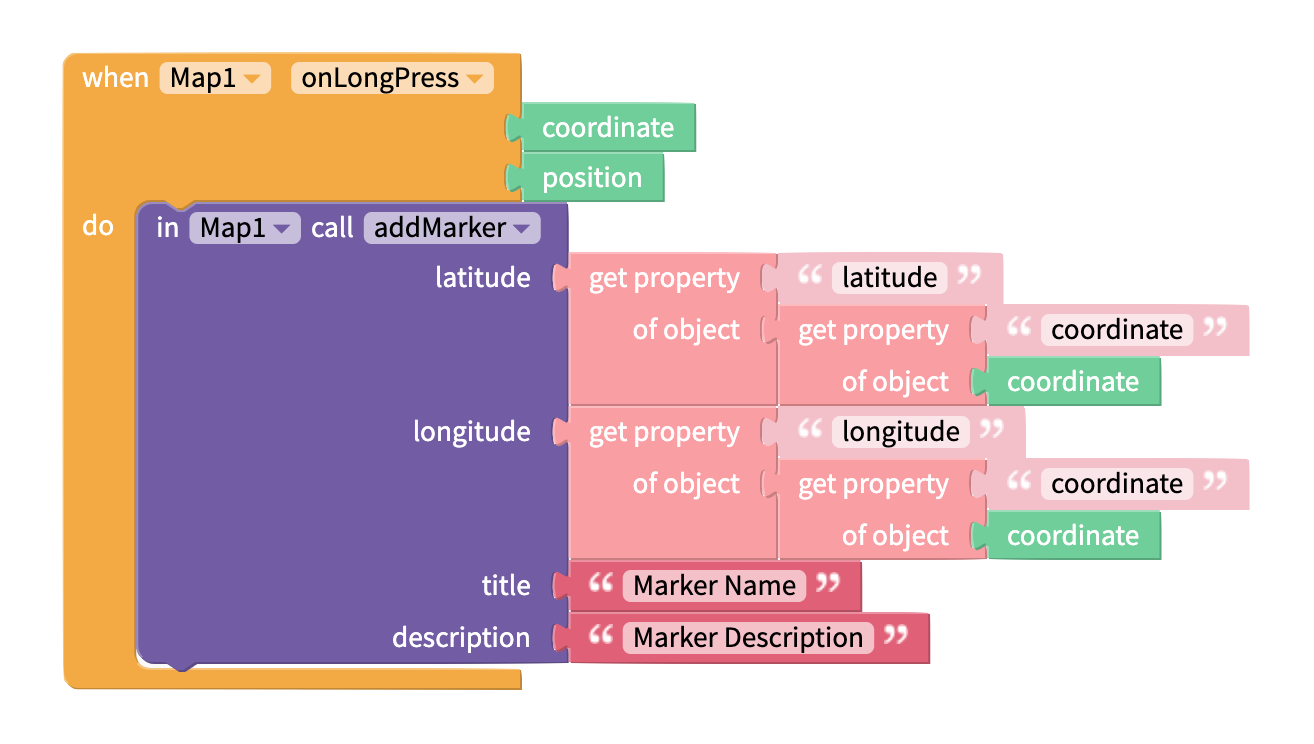 when Map1 onLongPress
coordinate
position
do in Map1 call addMarker
latitude get property “ latitude ”
of object get property “ coordinate ”
of object coordinate
longitude get property “ longitude ”
of object get property “ coordinate ”
of object coordinate
title “ Marker Name ”
description “ Marker Description ”